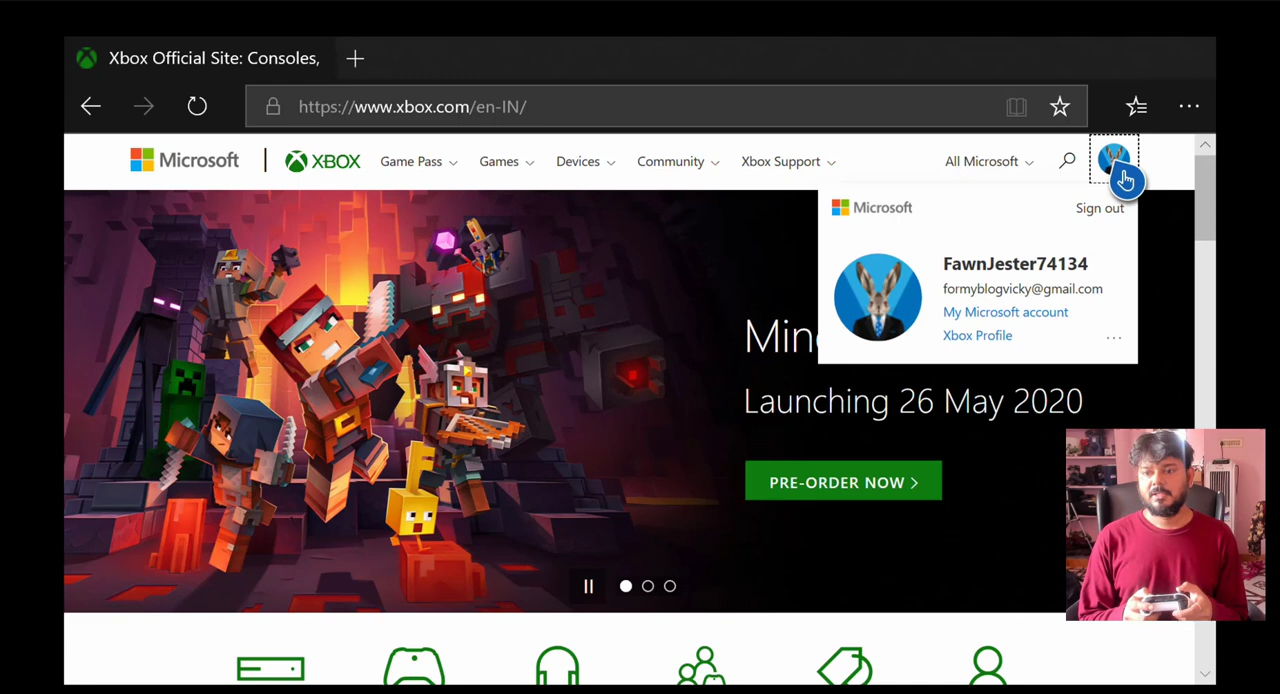 Xbox Official Site: Consoles,
https://www.xbox.com/en-IN/
Microsoft
XBOX
Game Pass
Games
Devices
Community
Xbox Support
All Microsoft
Microsoft
Sign out
FawnJester74134
formyblogvicky@gmail.com
My Microsoft account
Xbox Profile
Launching 26 May 2020
PRE-ORDER NOW